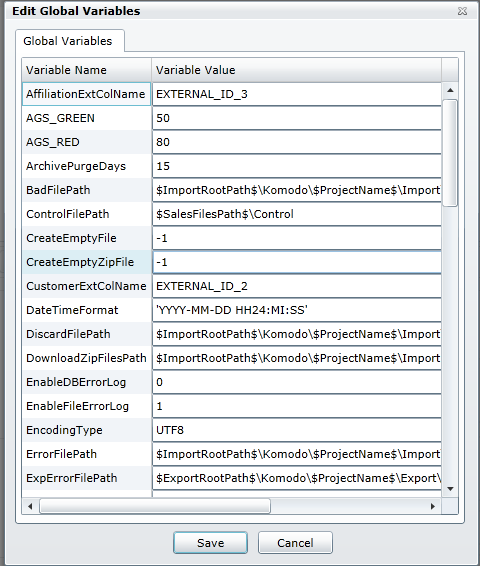 Edit Global Variables
Global Variables
Variable Name Variable Value
AffiliationExtColName EXTERNAL_ID_3
AGS_GREEN 50
AGS_RED 80
ArchivePurgeDays 15
BadFilePath $ImportRootPath$\Komodo\$ProjectName$\Import
ControlFilePath $SalesFilesPath$\Control
CreateEmptyFile -1
CreateEmptyZipFile -1
CustomerExtColName EXTERNAL_ID_2
DateTimeFormat 'YYYY-MM-DD HH24:MI:SS'
DiscardFilePath $ImportRootPath$\Komodo\$ProjectName$\Import
DownloadZipFilesPath $ImportRootPath$\Komodo\$ProjectName$\Import
EnableDBErrorLog 0
EnableFileErrorLog 1
EncodingType UTF8
ErrorFilePath $ImportRootPath$\Komodo\$ProjectName$\Import
ExpErrorFilePath $ExportRootPath$\Komodo\$ProjectName$\Export\
Save Cancel